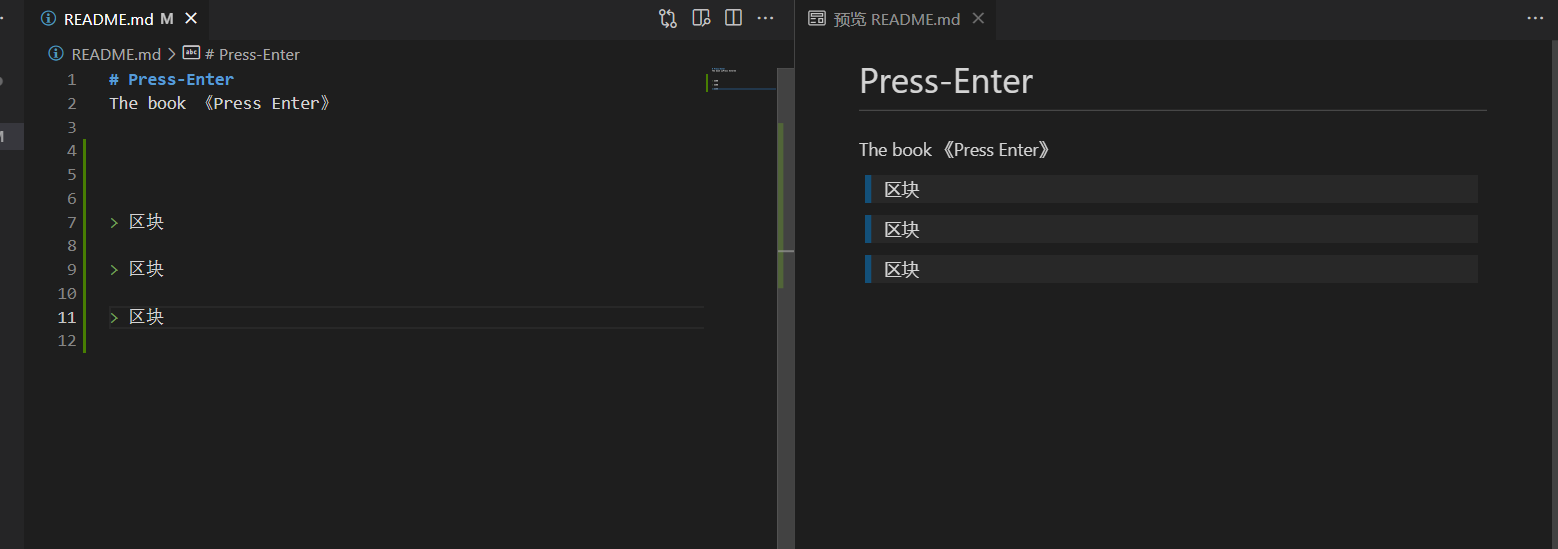 README.md M
README.md > # Press-Enter
1 # Press-Enter
2 The book 《Press Enter》
3
4
5
6
7 > 区块
8
9 > 区块
10
11 > 区块
12
预览 README.md
Press-Enter
The book《Press Enter》
区块
区块
区块